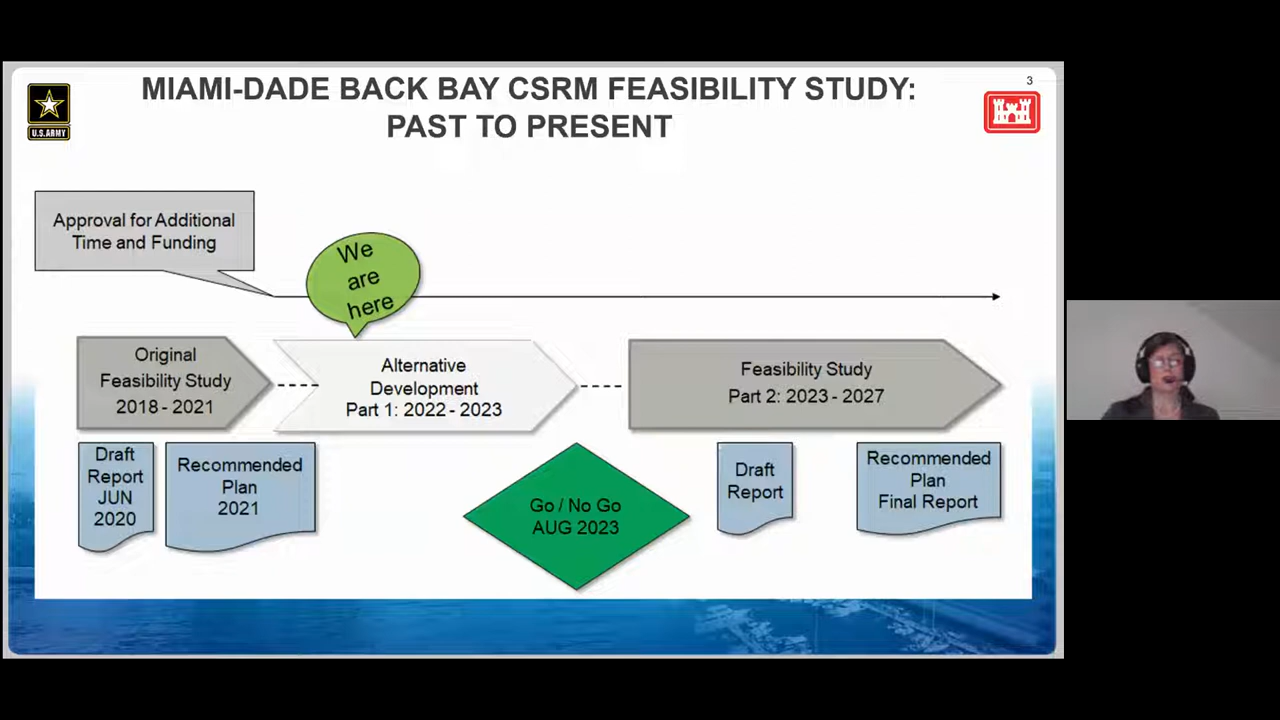 MIAMI-DADE BACK BAY CSRM FEASIBILITY STUDY:
PAST TO PRESENT
3
U.S.ARMY
Approval for Additional
Time and Funding
We
are
here
Original
Feasibility Study
2018 - 2021
Alternative
Development
Part 1: 2022 - 2023
Feasibility Study
Part 2: 2023 - 2027
Draft
Report
JUN
2020
Recommended
Plan
2021
Go / No Go
AUG 2023
Draft
Report
Recommended
Plan
Final Report